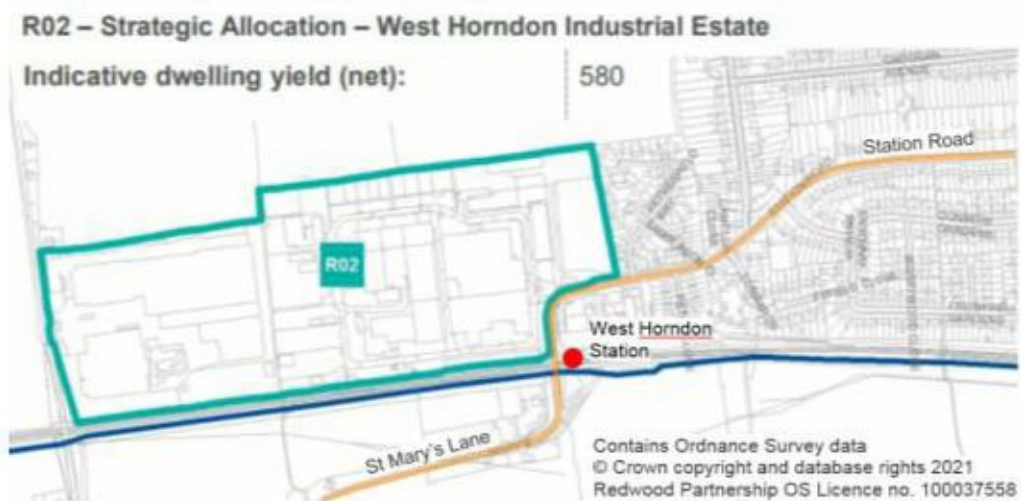 R02 – Strategic Allocation – West Horndon Industrial Estate
Indicative dwelling yield (net):
580
Station Road
R02
West Horndon
Station
St Mary's Lane
Contains Ordnance Survey data
© Crown copyright and database rights 2021
Redwood Partnership OS Licence no. 100037558